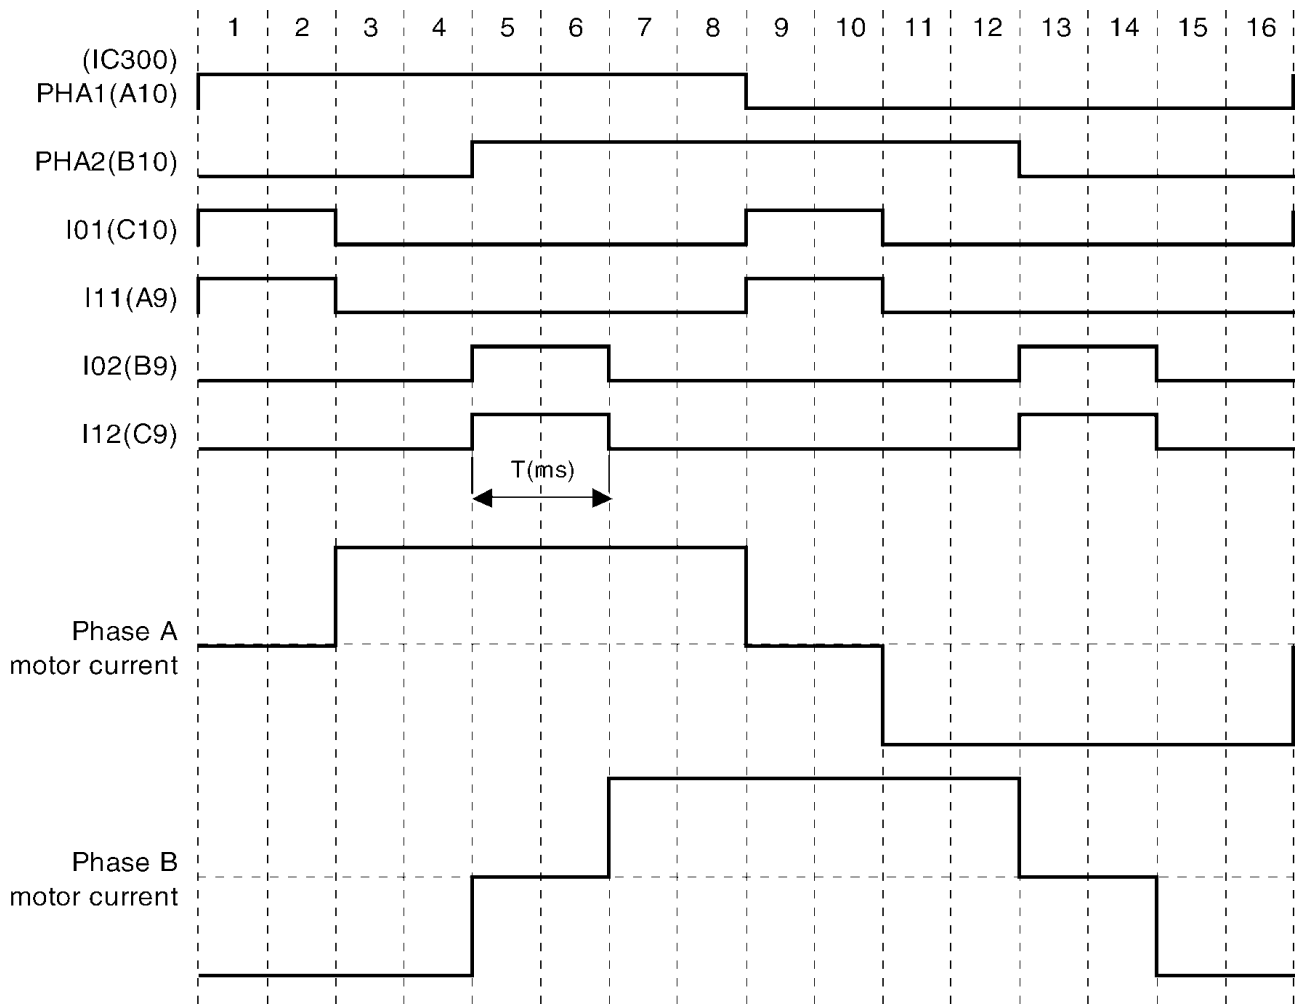 1 2 3 4 5 6 7 8 9 10 11 12 13 14 15 16
(IC300)
PHA1(A10)
PHA2(B10)
I01(C10)
I11(A9)
I02(B9)
I12(C9)
T(ms)
Phase A
motor current
Phase B
motor current